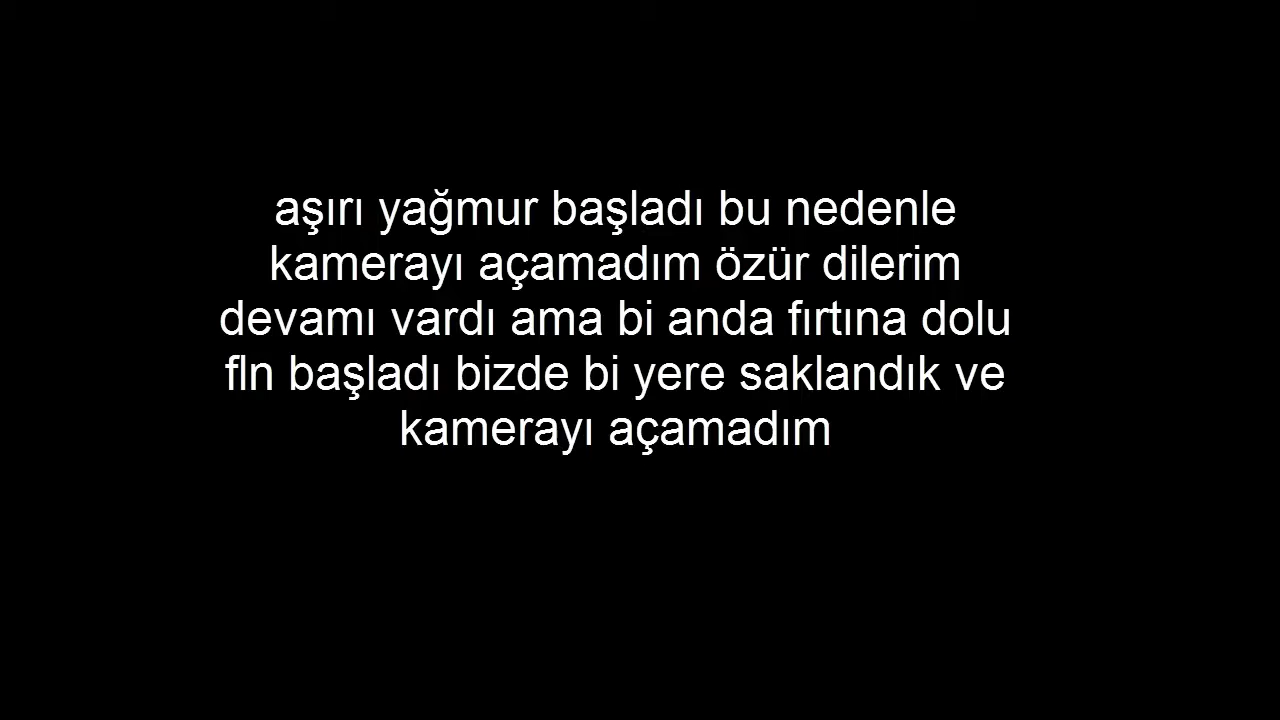 aşırı yağmur başladı bu nedenle
kamerayı açamadım özür dilerim
devamı vardı ama bi anda fırtına dolu
fln başladı bizde bi yere saklandık ve
kamerayı açamadım